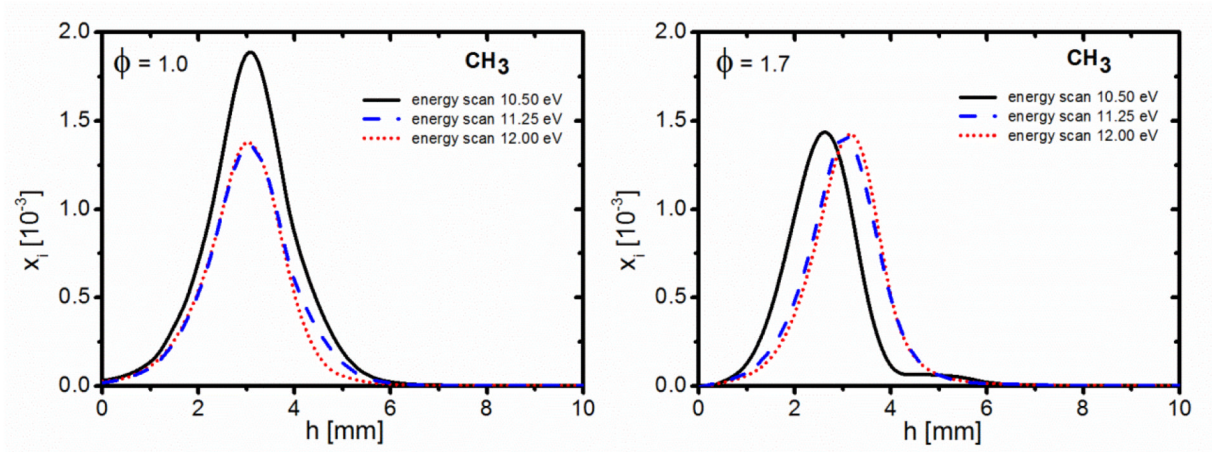 ϕ = 1.0
CH3
energy scan 10.50 eV
energy scan 11.25 eV
energy scan 12.00 eV
2.0
1.5
1.0
0.5
0.0
xi [10-3]
0 2 4 6 8 10
h [mm]
ϕ = 1.7
CH3
energy scan 10.50 eV
energy scan 11.25 eV
energy scan 12.00 eV
2.0
1.5
1.0
0.5
0.0
xi [10-3]
0 2 4 6 8 10
h [mm]